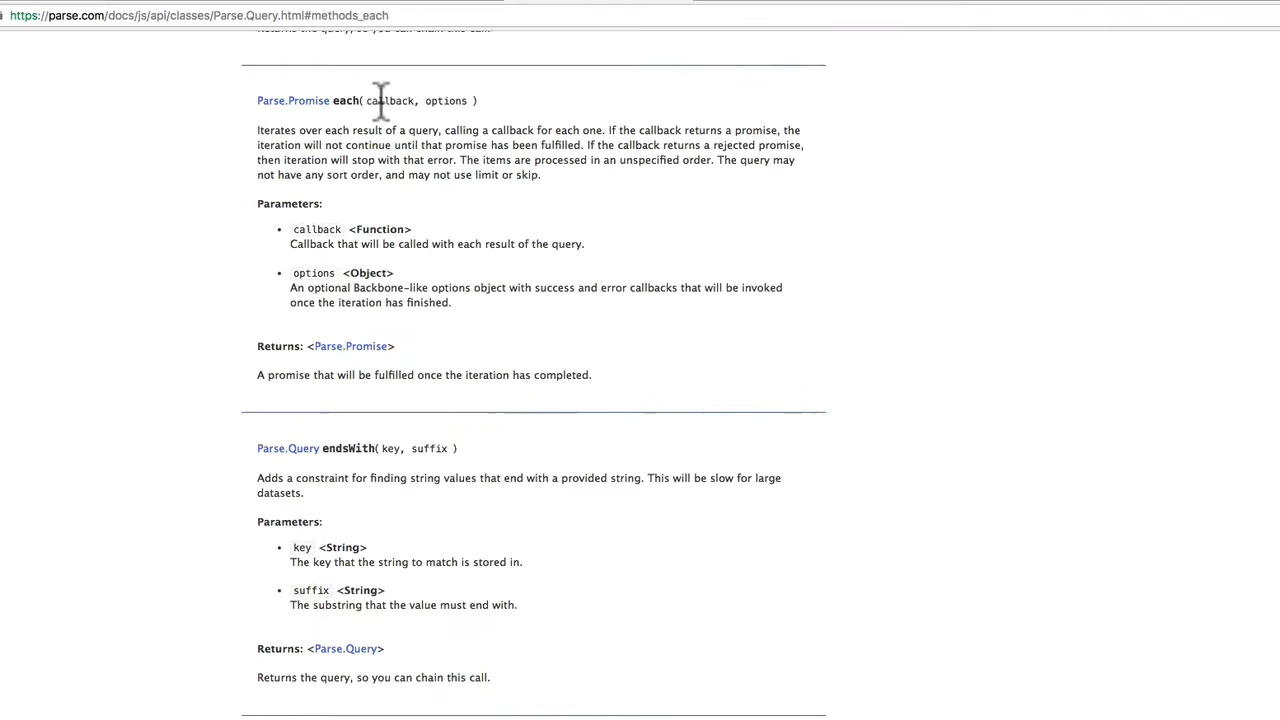 https://parse.com/docs/js/api/classes/Parse.Query.html#methods_each
Returns the query, so you can chain this call.
Parse.Promise each( callback, options )
Iterates over each result of a query, calling a callback for each one. If the callback returns a promise, the
iteration will not continue until that promise has been fulfilled. If the callback returns a rejected promise,
then iteration will stop with that error. The items are processed in an unspecified order. The query may
not have any sort order, and may not use limit or skip.
Parameters:
• callback <Function>
Callback that will be called with each result of the query.
• options <Object>
An optional Backbone-like options object with success and error callbacks that will be invoked
once the iteration has finished.
Returns: <Parse.Promise>
A promise that will be fulfilled once the iteration has completed.
Parse.Query endsWith( key, suffix )
Adds a constraint for finding string values that end with a provided string. This will be slow for large
datasets.
Parameters:
• key <String>
The key that the string to match is stored in.
• suffix <String>
The substring that the value must end with.
Returns: <Parse.Query>
Returns the query, so you can chain this call.